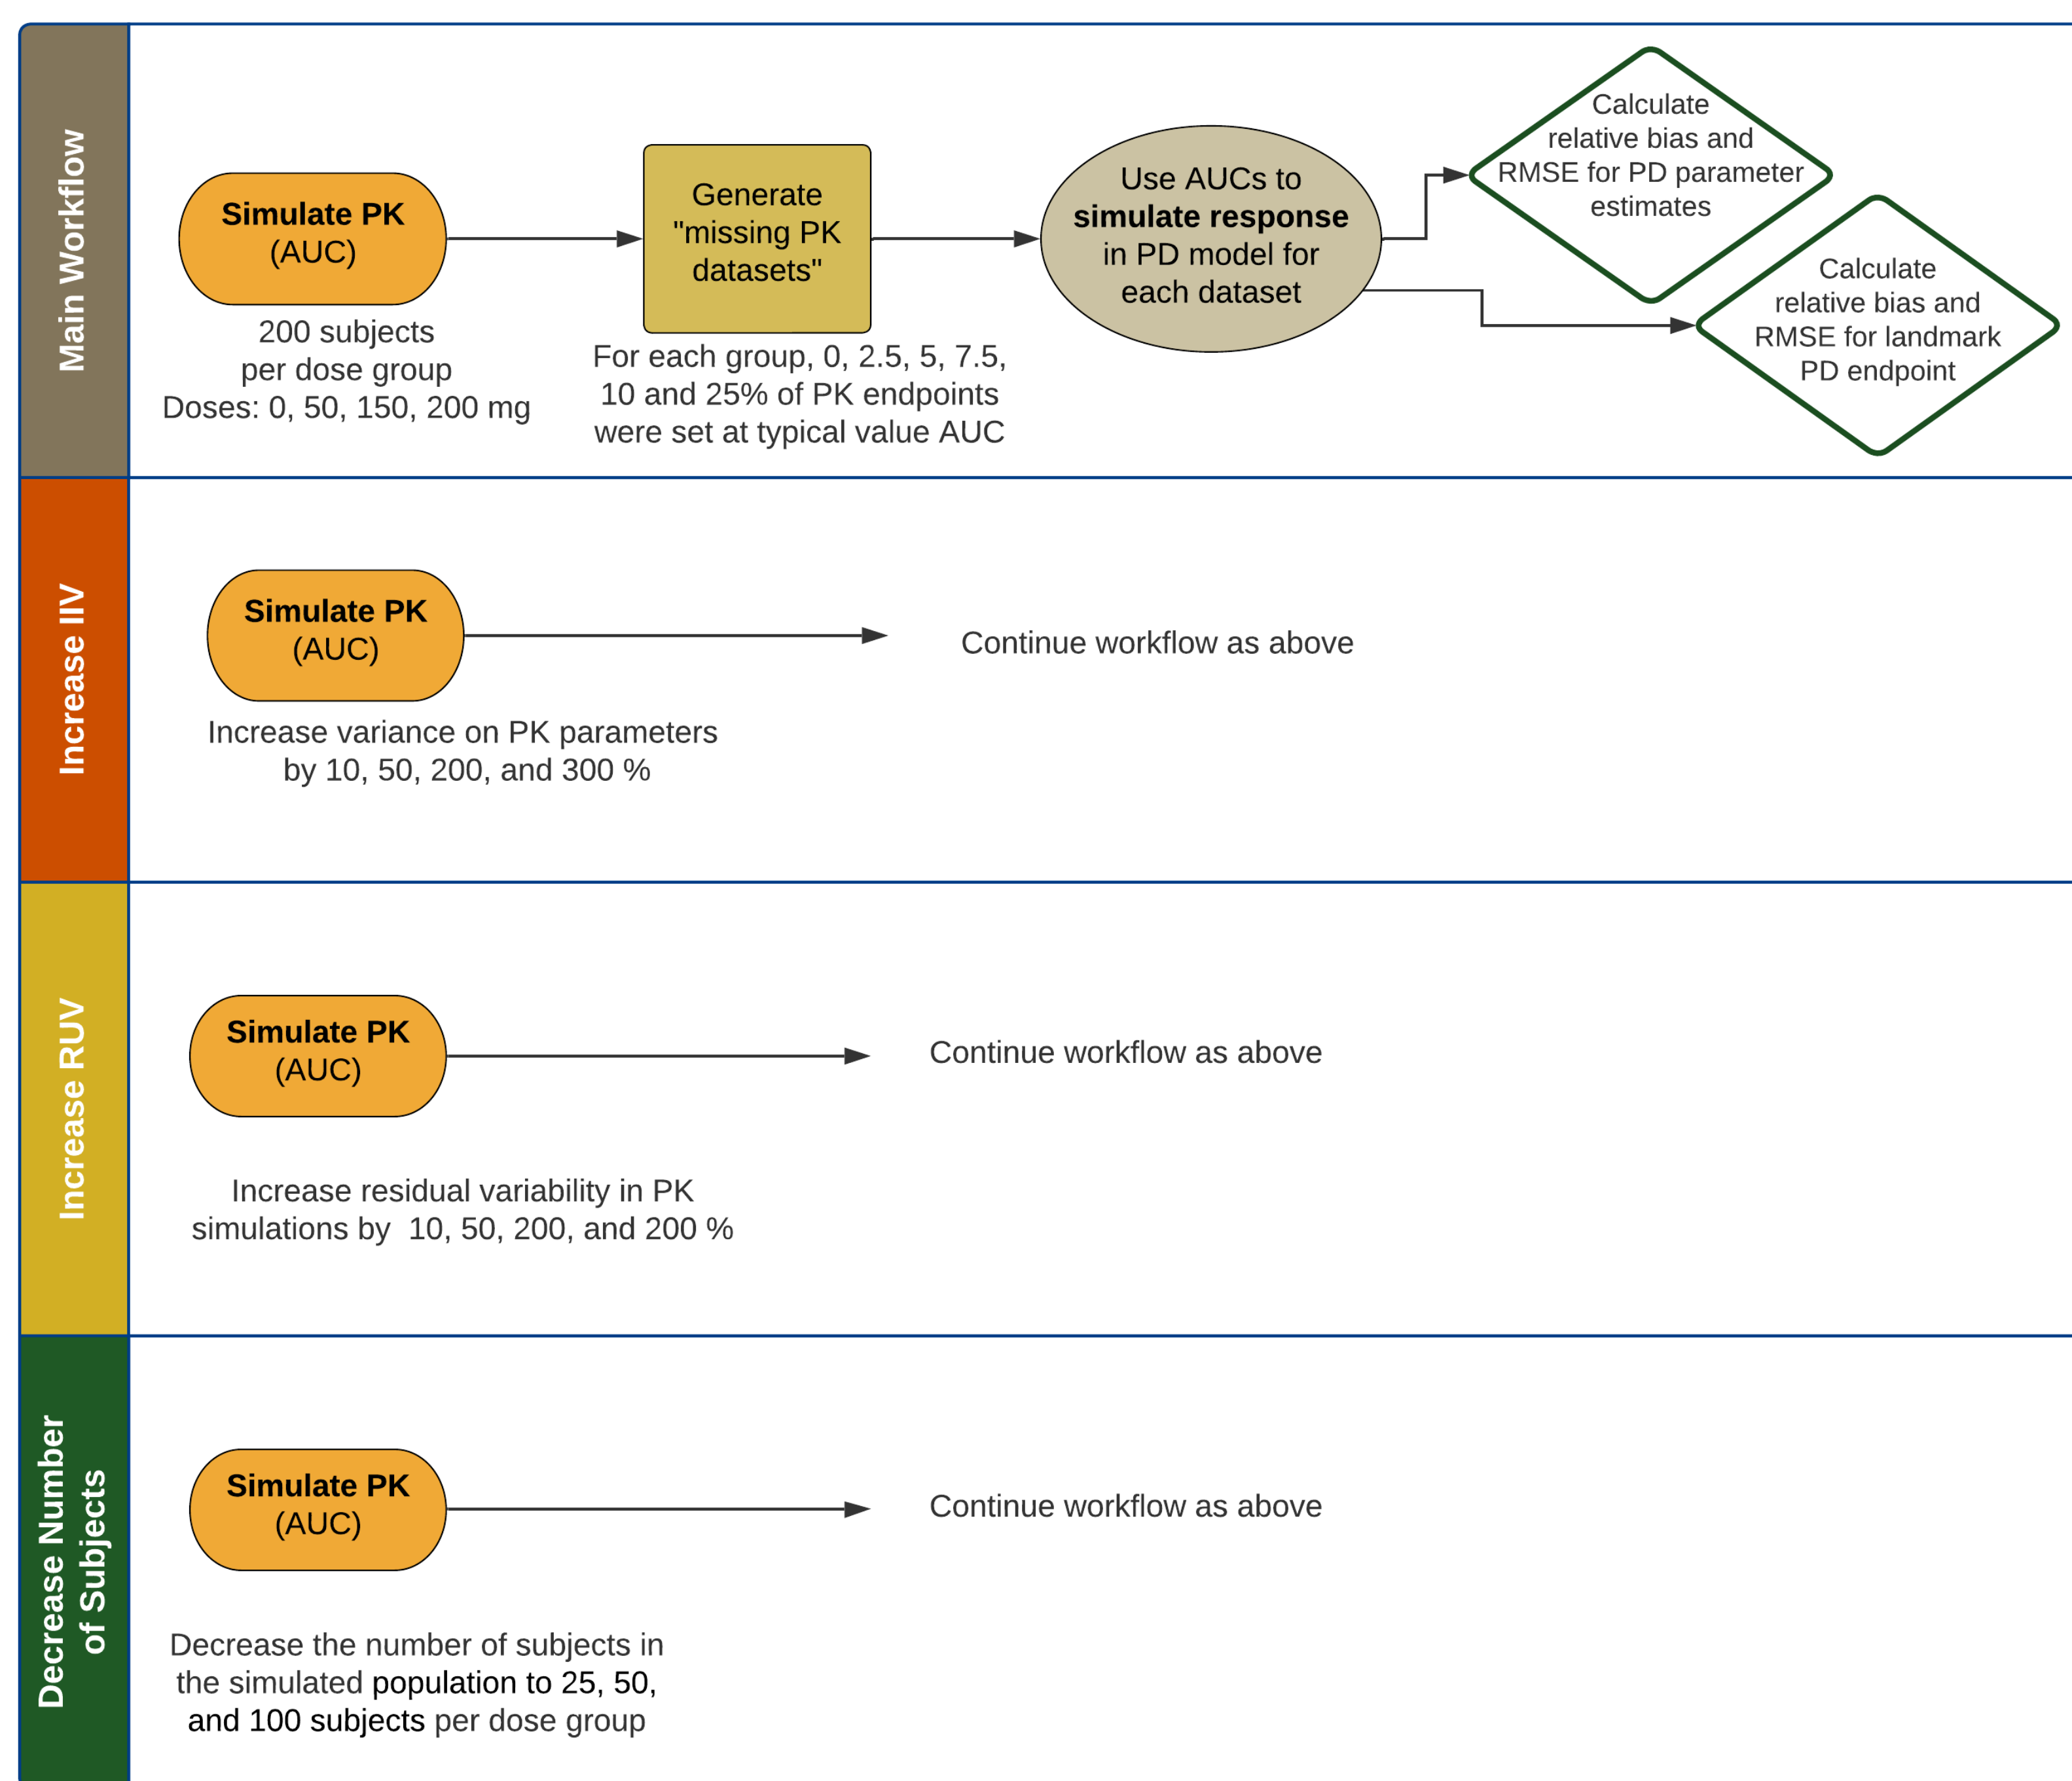 Main Workflow
Simulate PK
(AUC)
200 subjects
per dose group
Doses: 0, 50, 150, 200 mg
Generate
"missing PK
datasets"
For each group, 0, 2.5, 5, 7.5,
10 and 25% of PK endpoints
were set at typical value AUC
Use AUCs to
simulate response
in PD model for
each dataset
Calculate
relative bias and
RMSE for PD parameter
estimates
Calculate
relative bias and
RMSE for landmark
PD endpoint
Increase IIV
Simulate PK
(AUC)
Increase variance on PK parameters
by 10, 50, 200, and 300 %
Continue workflow as above
Increase RUV
Simulate PK
(AUC)
Increase residual variability in PK
simulations by  10, 50, 200, and 200 %
Continue workflow as above
Decrease Number
of Subjects
Simulate PK
(AUC)
Decrease the number of subjects in
the simulated population to 25, 50,
and 100 subjects per dose group
Continue workflow as above